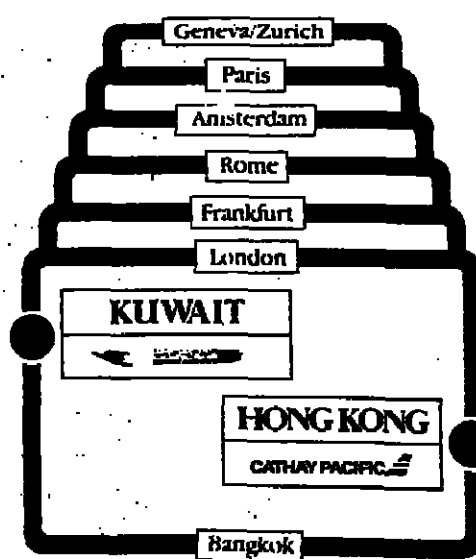 Geneva/Zurich
Paris
Amsterdam
Rome
Frankfurt
London
KUWAIT
HONG KONG
CATHAY PACIFIC
Bangkok